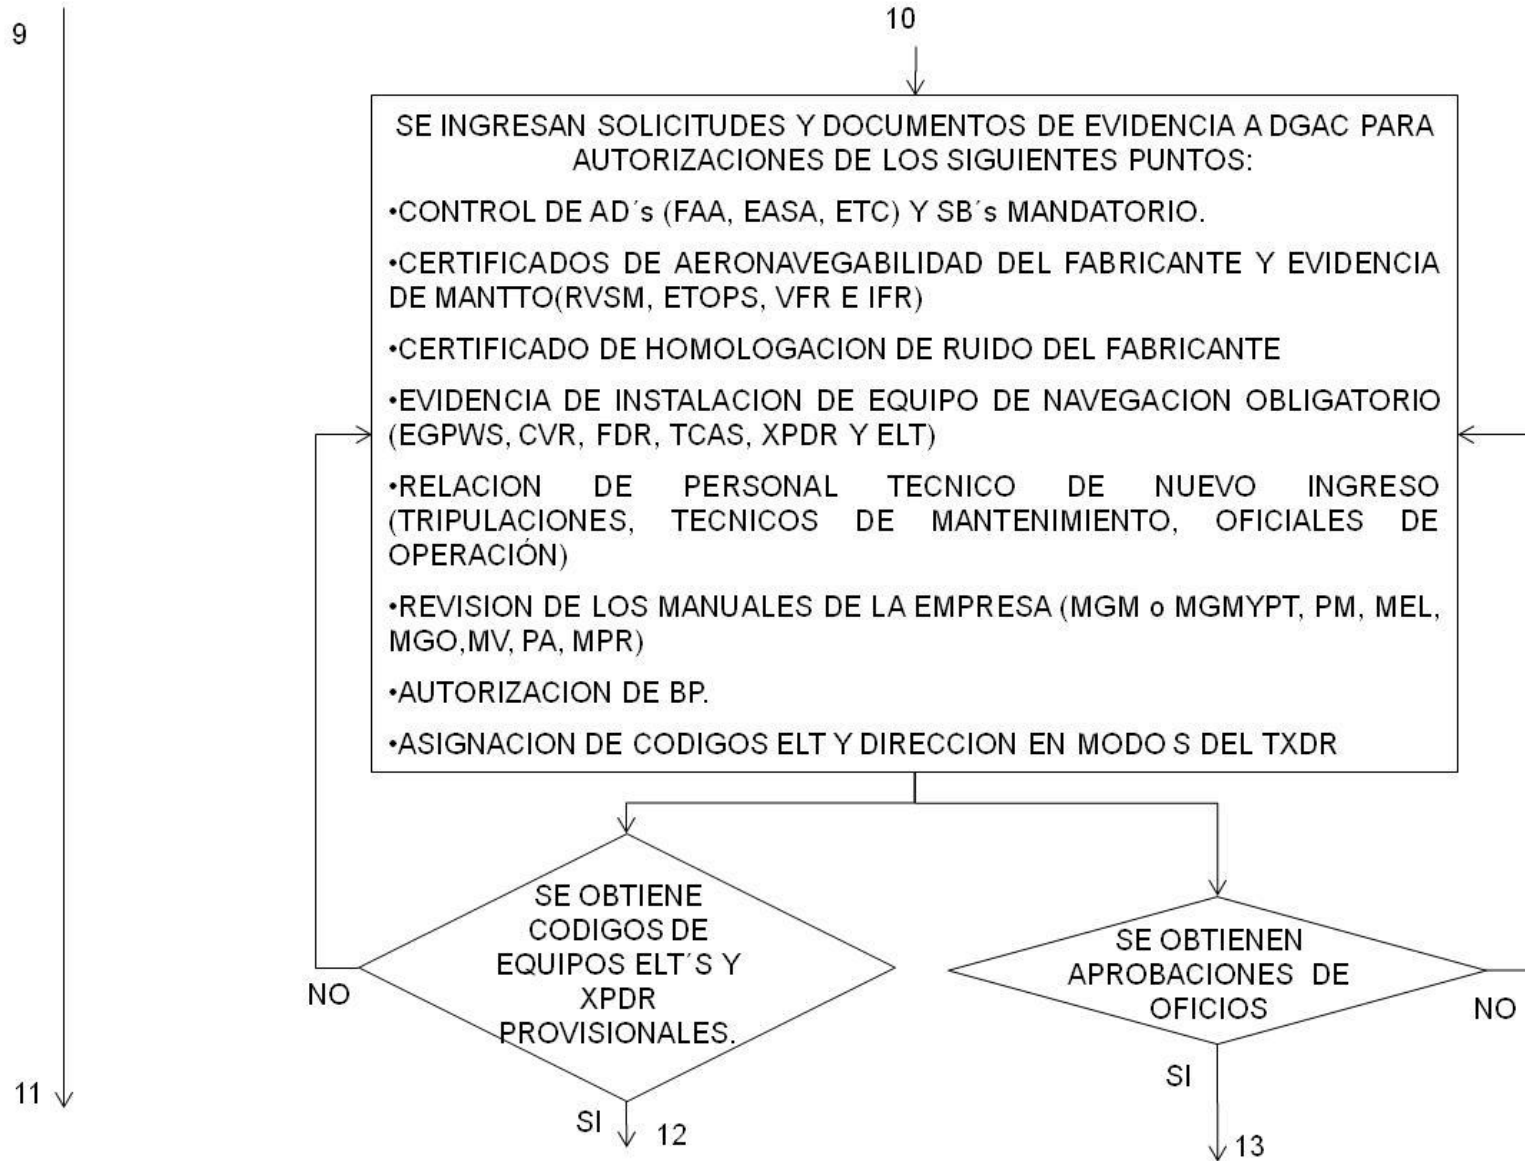 9
10
SE INGRESAN SOLICITUDES Y DOCUMENTOS DE EVIDENCIA A DGAC PARA
AUTORIZACIONES DE LOS SIGUIENTES PUNTOS:
•CONTROL DE AD´s (FAA, EASA, ETC) Y SB´s MANDATORIO.
•CERTIFICADOS DE AERONAVEGABILIDAD DEL FABRICANTE Y EVIDENCIA
DE MANTTO(RVSM, ETOPS, VFR E IFR)
•CERTIFICADO DE HOMOLOGACION DE RUIDO DEL FABRICANTE
•EVIDENCIA DE INSTALACION DE EQUIPO DE NAVEGACION OBLIGATORIO
(EGPWS, CVR, FDR, TCAS, XPDR Y ELT)
•RELACION DE PERSONAL TECNICO DE NUEVO INGRESO
(TRIPULACIONES, TECNICOS DE MANTENIMIENTO, OFICIALES DE
OPERACIÓN)
•REVISION DE LOS MANUALES DE LA EMPRESA (MGM o MGMYPT, PM, MEL,
MGO,MV, PA, MPR)
•AUTORIZACION DE BP.
•ASIGNACION DE CODIGOS ELT Y DIRECCION EN MODO S DEL TXDR
SE OBTIENE
CODIGOS DE
EQUIPOS ELT´S Y
XPDR
PROVISIONALES.
NO
SE OBTIENEN
APROBACIONES DE
OFICIOS
NO
11
SI
12
SI
13